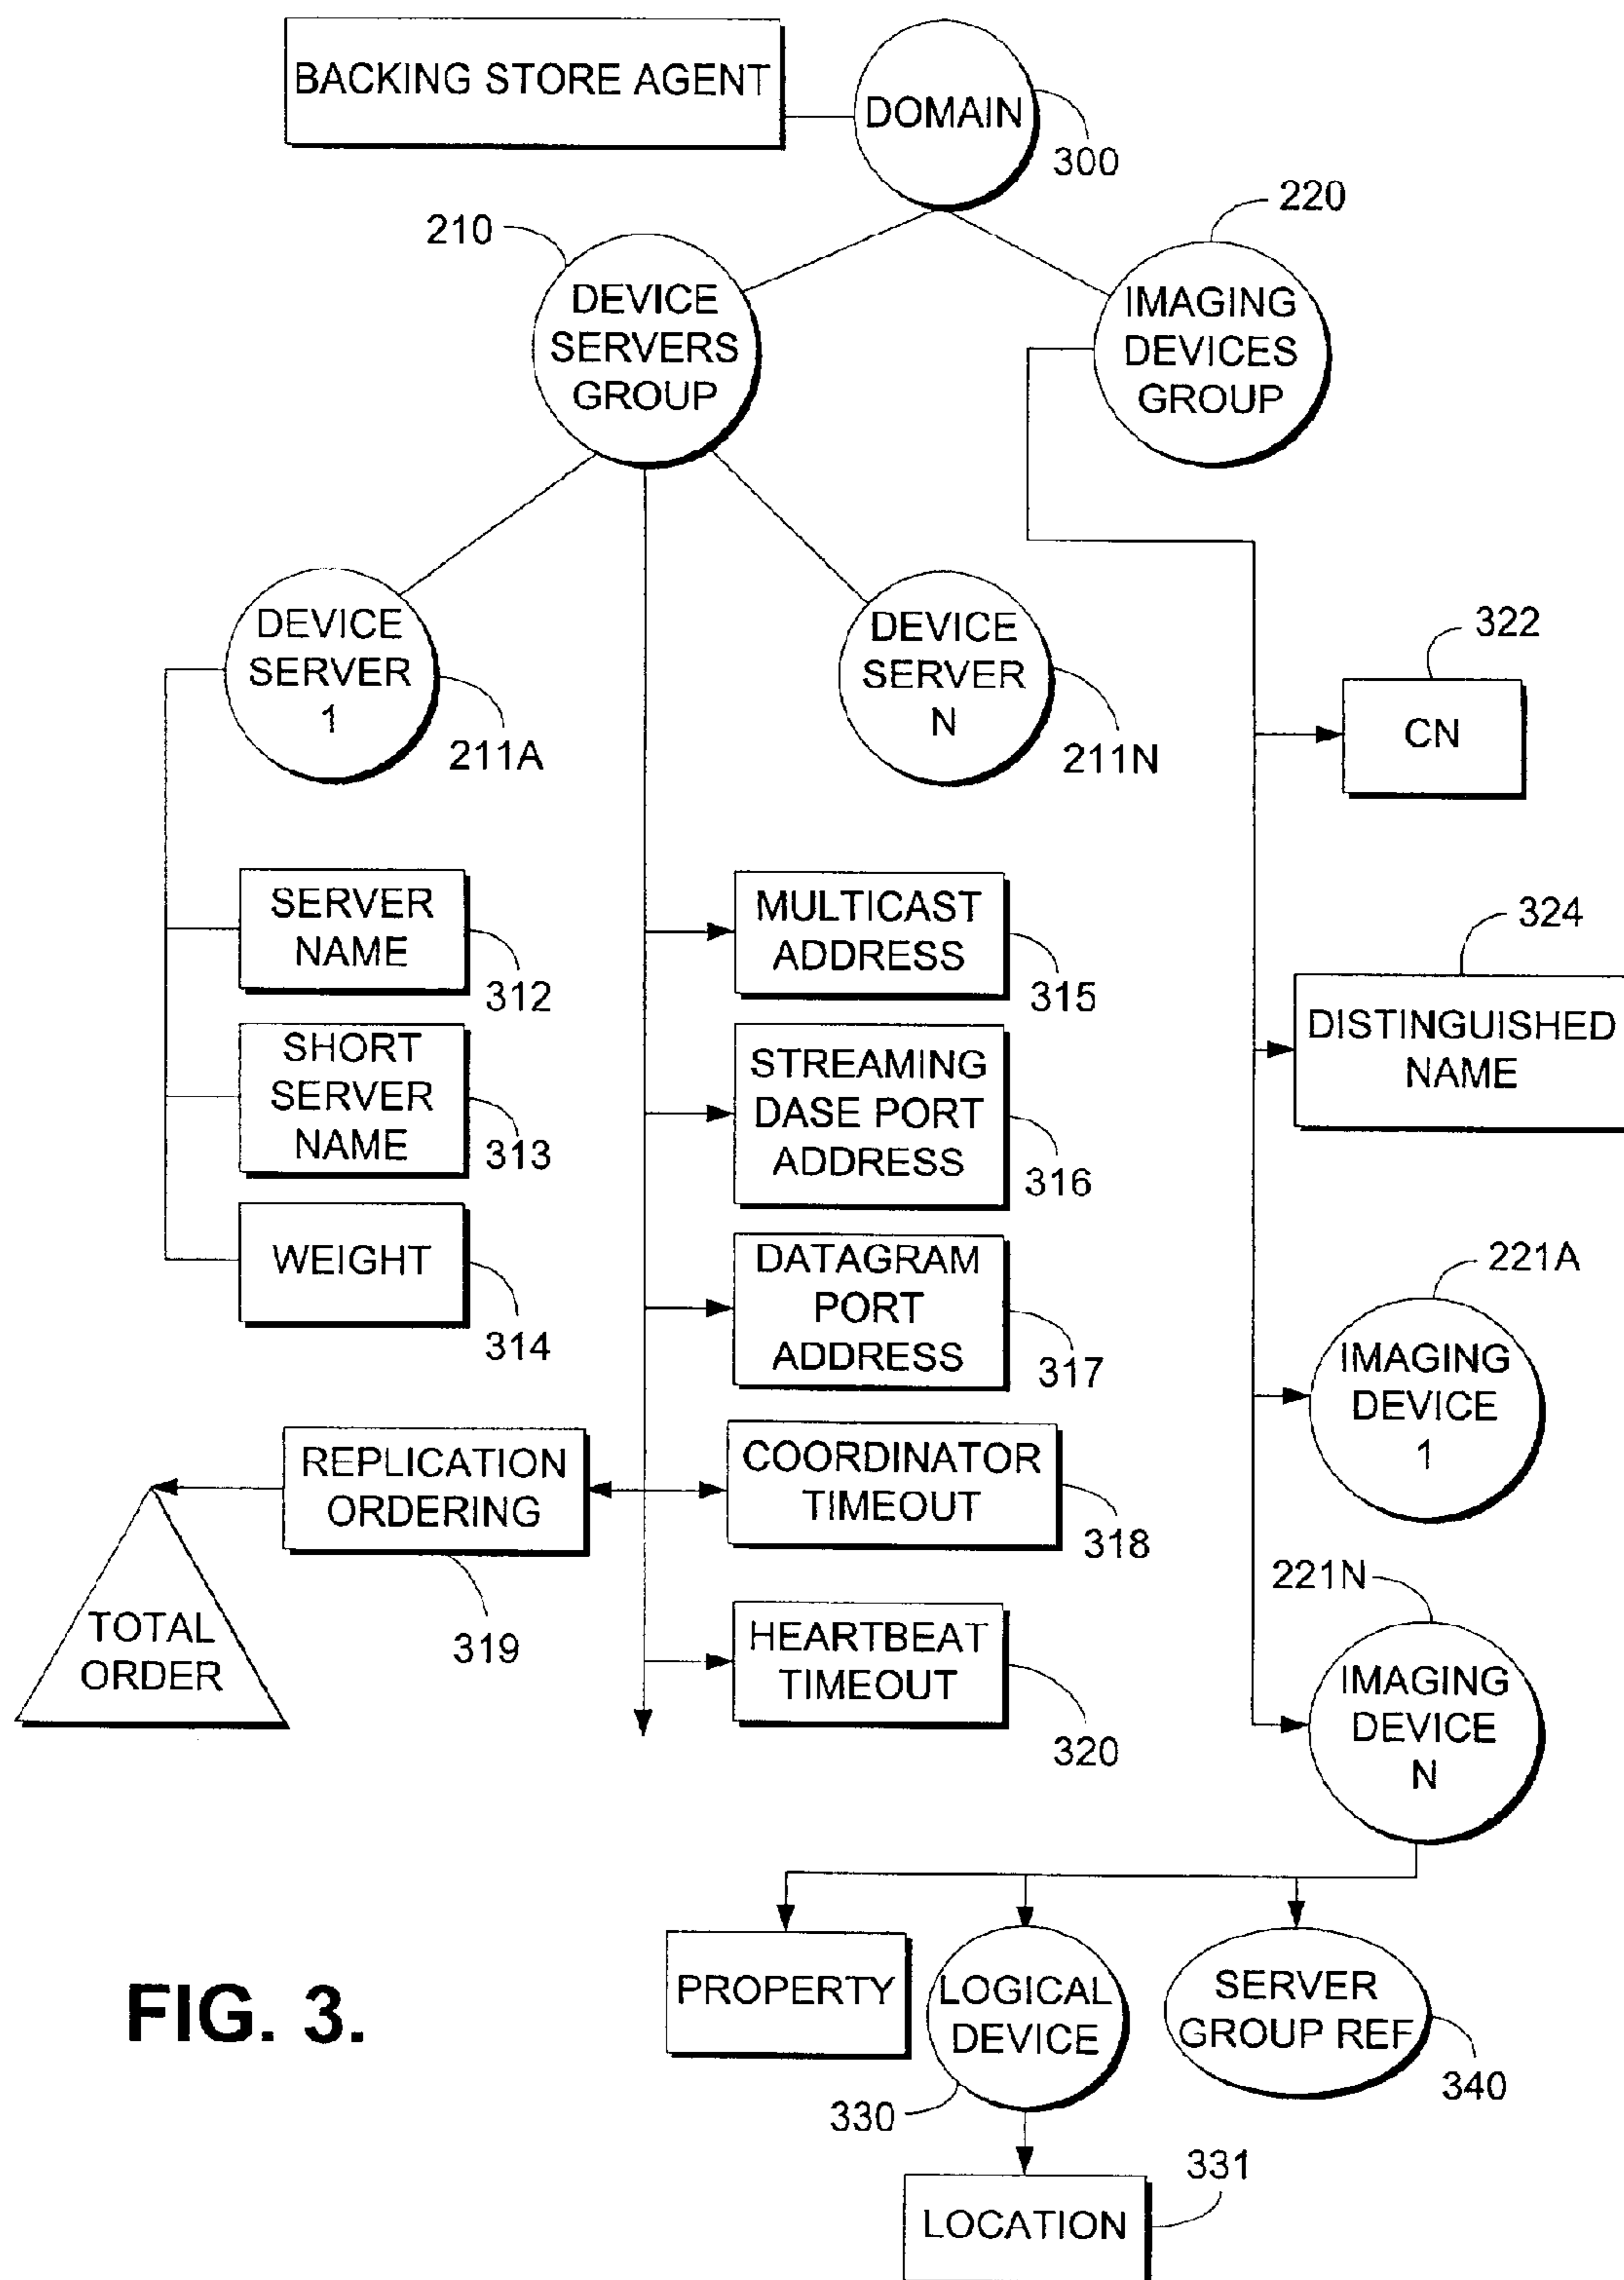 BACKING STORE AGENT
DOMAIN
300
210
220
DEVICE
SERVERS
GROUP
IMAGING
DEVICES
GROUP
DEVICE
SERVER
1
211A
DEVICE
SERVER
N
211N
322
CN
SERVER
NAME
312
MULTICAST
ADDRESS
315
324
DISTINGUISHED
NAME
SHORT
SERVER
NAME
313
STREAMING
DASE PORT
ADDRESS
316
WEIGHT
314
DATAGRAM
PORT
ADDRESS
317
221A
IMAGING
DEVICE
1
REPLICATION
ORDERING
319
COORDINATOR
TIMEOUT
318
TOTAL
ORDER
HEARTBEAT
TIMEOUT
320
221N
IMAGING
DEVICE
N
PROPERTY
LOGICAL
DEVICE
330
SERVER
GROUP REF
340
LOCATION
331
FIG. 3.